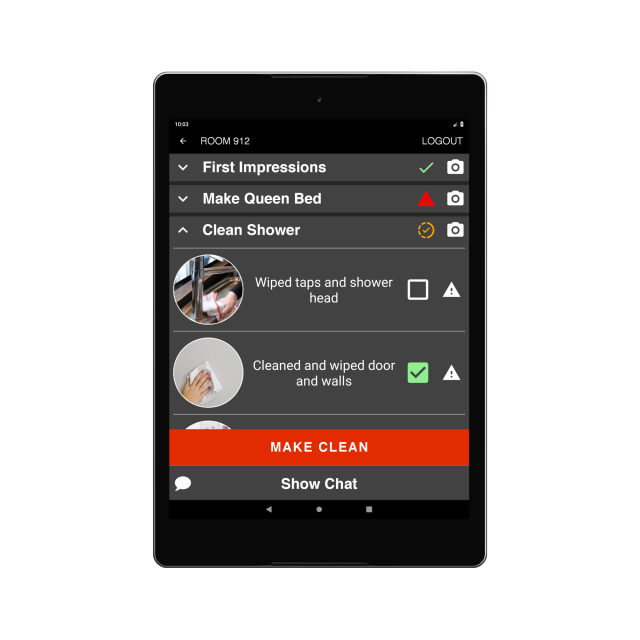 10:03
ROOM 912
LOGOUT
First Impressions
Make Queen Bed
Clean Shower
Wiped taps and shower
head
Cleaned and wiped door
and walls
MAKE CLEAN
Show Chat